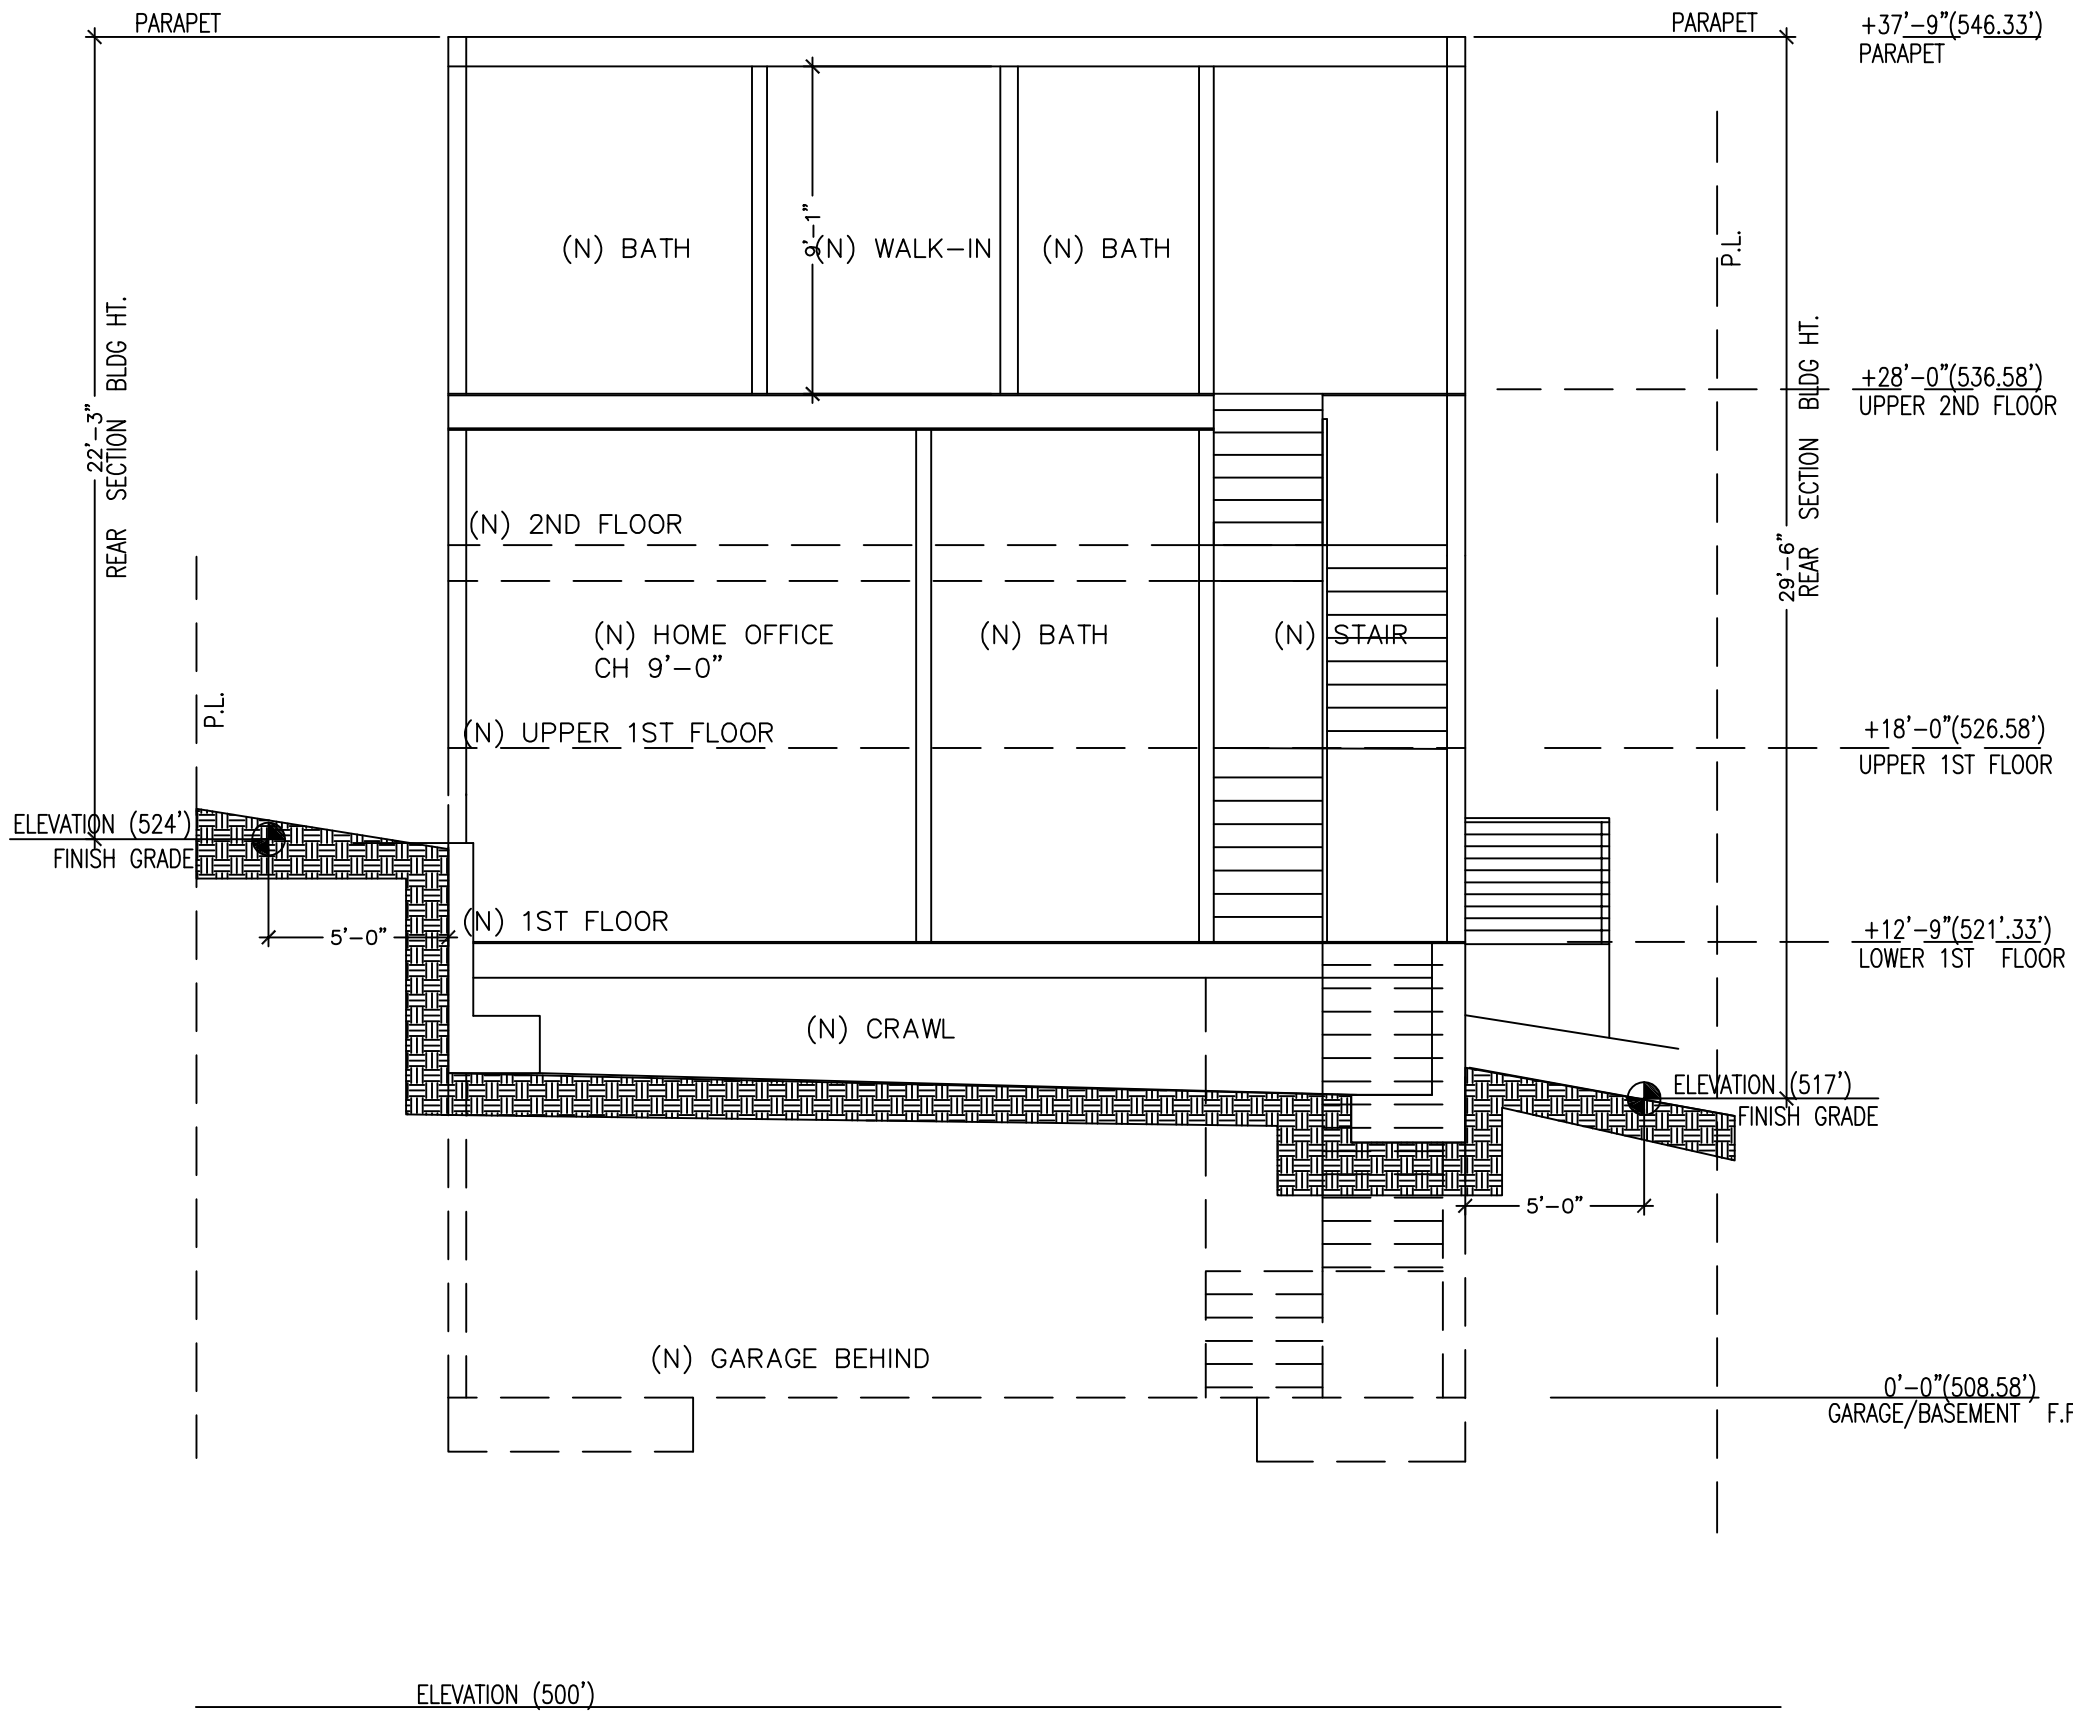 PARAPET
PARAPET
+37'-9"(546.33')
PARAPET
9'-1"
(N) BATH
(N) WALK-IN
(N) BATH
P.L.
22'-3"
REAR SECTION BLDG HT.
29'-6"
REAR SECTION BLDG HT.
+28'-0"(536.58')
UPPER 2ND FLOOR
(N) 2ND FLOOR
(N) HOME OFFICE
CH 9'-0"
(N) BATH
(N) STAIR
P.L.
(N) UPPER 1ST FLOOR
+18'-0"(526.58')
UPPER 1ST FLOOR
ELEVATION (524')
FINISH GRADE
5'-0"
(N) 1ST FLOOR
+12'-9"(521'.33')
LOWER 1ST FLOOR
(N) CRAWL
ELEVATION (517')
FINISH GRADE
5'-0"
(N) GARAGE BEHIND
0'-0"(508.58')
GARAGE/BASEMENT F.F
ELEVATION (500')